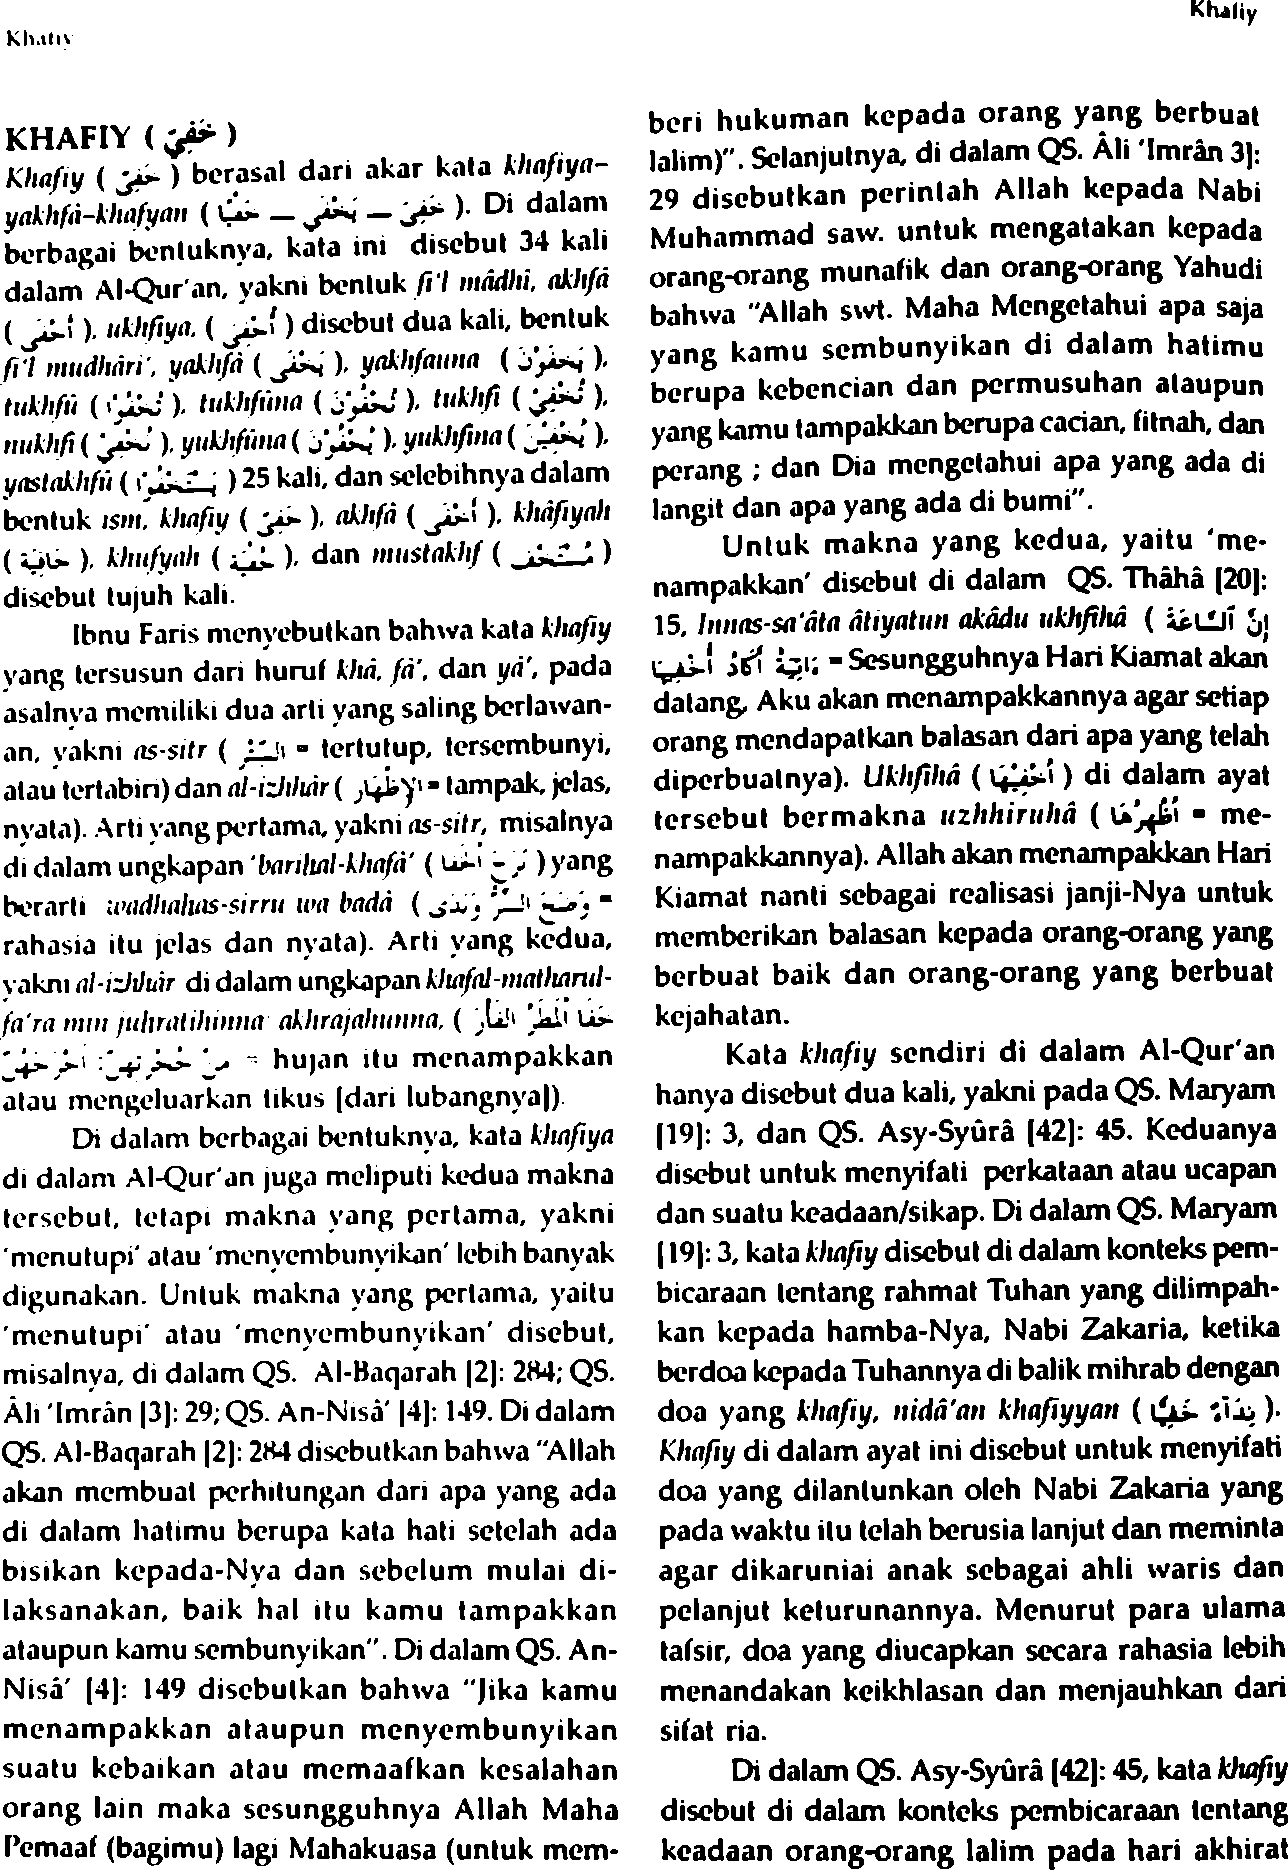 Khafiy
Khafiy
KHAFIY ( خَفِيّ )
Khafiy ( خَفِيّ ) berasal dari akar kata khafiya-
yakhfâ-khafyan ( خَفِيَ – يَخْفَى – خَفْيًا ). Di dalam
berbagai bentuknya, kata ini disebut 34 kali
dalam Al-Qur'an, yakni bentuk fi'l mâdhi, akhfâ
( أَخْفَى ), ukhfiya, ( أُخْفِيَ ) disebut dua kali, bentuk
fi'l mudhâri', yakhfâ ( يَخْفَى ), yakhfauna ( يَخْفَوْنَ ),
tukhfû ( تُخْفُوْا ), tukhfûna ( تُخْفُوْنَ ), tukhfi ( تُخْفِي ),
nukhfi ( نُخْفِي ), yukhfûna ( يُخْفُوْنَ ), yukhfîna ( يُخْفِيْنَ ),
yastakhfû ( يَسْتَخْفُوْا ) 25 kali, dan selebihnya dalam
bentuk ism, khafiy ( خَفِيّ ), akhfâ ( أَخْفَى ), khâfiyah
( خَافِيَة ), khufyah ( خُفْيَة ), dan mustakhf ( مُسْتَخْفٍ )
disebut tujuh kali.
Ibnu Faris menyebutkan bahwa kata khafiy
yang tersusun dari huruf khâ, fâ', dan yâ', pada
asalnya memiliki dua arti yang saling berlawan-
an, yakni as-sitr ( السِّتْر = tertutup, tersembunyi,
atau tertabiri) dan al-izhhâr ( الإِظْهَار = tampak, jelas,
nyata). Arti yang pertama, yakni as-sitr, misalnya
di dalam ungkapan 'barihal-khafâ' ( بَرِحَ الْخَفَا ) yang
berarti wadhahas-sirru wa badâ ( وَضَحَ السِّرُّ وَبَدَى =
rahasia itu jelas dan nyata). Arti yang kedua,
yakni al-izhhâr di dalam ungkapan khafal-matharul-
fa'ra min juhratihinna akhrajahunna, ( خَفَا الْمَطَرُ الْفَأْرَ
مِنْ جُحْرَتِهِنَّ: أَخْرَجَهُنَّ = hujan itu menampakkan
atau mengeluarkan tikus [dari lubangnya]).
Di dalam berbagai bentuknya, kata khafiya
di dalam Al-Qur'an juga meliputi kedua makna
tersebut, tetapi makna yang pertama, yakni
'menutupi' atau 'menyembunyikan' lebih banyak
digunakan. Untuk makna yang pertama, yaitu
'menutupi' atau 'menyembunyikan' disebut,
misalnya, di dalam QS. Al-Baqarah [2]: 284; QS.
Âli 'Imrân [3]: 29; QS. An-Nisâ' [4]: 149. Di dalam
QS. Al-Baqarah [2]: 284 disebutkan bahwa "Allah
akan membuat perhitungan dari apa yang ada
di dalam hatimu berupa kata hati setelah ada
bisikan kepada-Nya dan sebelum mulai di-
laksanakan, baik hal itu kamu tampakkan
ataupun kamu sembunyikan". Di dalam QS. An-
Nisâ' [4]: 149 disebutkan bahwa "Jika kamu
menampakkan ataupun menyembunyikan
suatu kebaikan atau memaafkan kesalahan
orang lain maka sesungguhnya Allah Maha
Pemaaf (bagimu) lagi Mahakuasa (untuk mem-
beri hukuman kepada orang yang berbuat
lalim)". Selanjutnya, di dalam QS. Âli 'Imrân 3]:
29 disebutkan perintah Allah kepada Nabi
Muhammad saw. untuk mengatakan kepada
orang-orang munafik dan orang-orang Yahudi
bahwa "Allah swt. Maha Mengetahui apa saja
yang kamu sembunyikan di dalam hatimu
berupa kebencian dan permusuhan ataupun
yang kamu tampakkan berupa cacian, fitnah, dan
perang ; dan Dia mengetahui apa yang ada di
langit dan apa yang ada di bumi".
Untuk makna yang kedua, yaitu 'me-
nampakkan' disebut di dalam QS. Thâhâ [20]:
15, Innas-sa'âta âtiyatun akâdu ukhfihâ ( إِنَّ السَّاعَةَ
ءَاتِيَةٌ أَكَادُ أُخْفِيهَا = Sesungguhnya Hari Kiamat akan
datang, Aku akan menampakkannya agar setiap
orang mendapatkan balasan dari apa yang telah
diperbuatnya). Ukhfihâ ( أُخْفِيْهَا ) di dalam ayat
tersebut bermakna uzhhiruhâ ( أُظْهِرُهَا = me-
nampakkannya). Allah akan menampakkan Hari
Kiamat nanti sebagai realisasi janji-Nya untuk
memberikan balasan kepada orang-orang yang
berbuat baik dan orang-orang yang berbuat
kejahatan.
Kata khafiy sendiri di dalam Al-Qur'an
hanya disebut dua kali, yakni pada QS. Maryam
[19]: 3, dan QS. Asy-Syûrâ [42]: 45. Keduanya
disebut untuk menyifati perkataan atau ucapan
dan suatu keadaan/sikap. Di dalam QS. Maryam
[19]: 3, kata khafiy disebut di dalam konteks pem-
bicaraan tentang rahmat Tuhan yang dilimpah-
kan kepada hamba-Nya, Nabi Zakaria, ketika
berdoa kepada Tuhannya di balik mihrab dengan
doa yang khafiy, nidâ'an khafiyyan ( نِدَاءً خَفِيًّا ).
Khafiy di dalam ayat ini disebut untuk menyifati
doa yang dilantunkan oleh Nabi Zakaria yang
pada waktu itu telah berusia lanjut dan meminta
agar dikaruniai anak sebagai ahli waris dan
pelanjut keturunannya. Menurut para ulama
tafsir, doa yang diucapkan secara rahasia lebih
menandakan keikhlasan dan menjauhkan dari
sifat ria.
Di dalam QS. Asy-Syûrâ [42]: 45, kata khafiy
disebut di dalam konteks pembicaraan tentang
keadaan orang-orang lalim pada hari akhirat